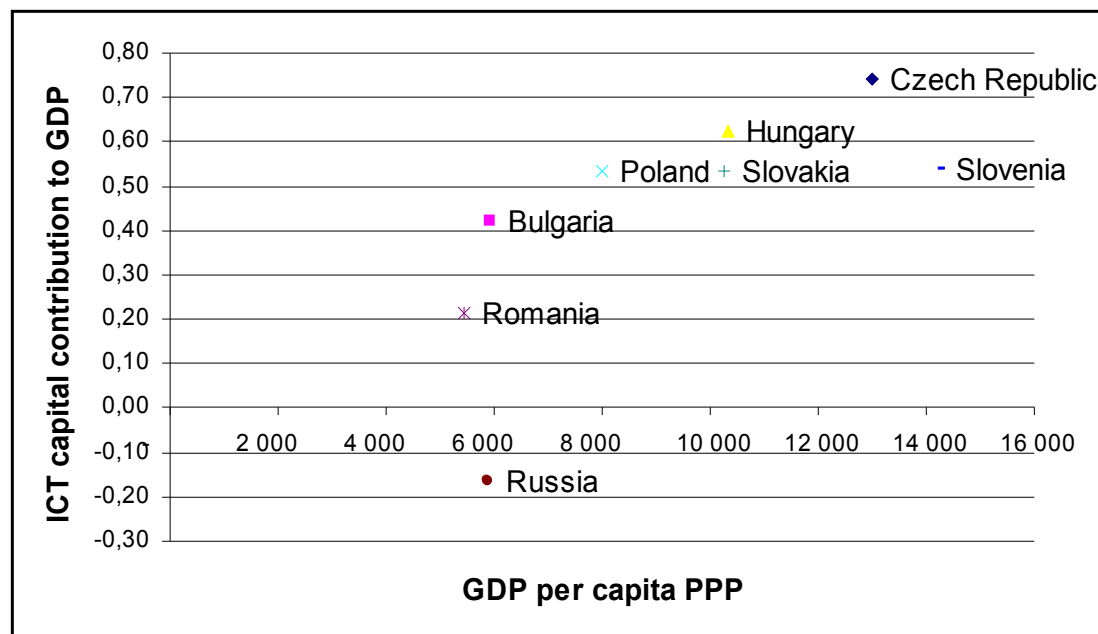 ICT capital contribution to GDP
0,80
0,70
0,60
0,50
0,40
0,30
0,20
0,10
0,00
-0,10
-0,20
-0,30
Czech Republic
Hungary
Poland
Slovakia
Slovenia
Bulgaria
Romania
Russia
- 2 000 4 000 6 000 8 000 10 000 12 000 14 000 16 000
GDP per capita PPP